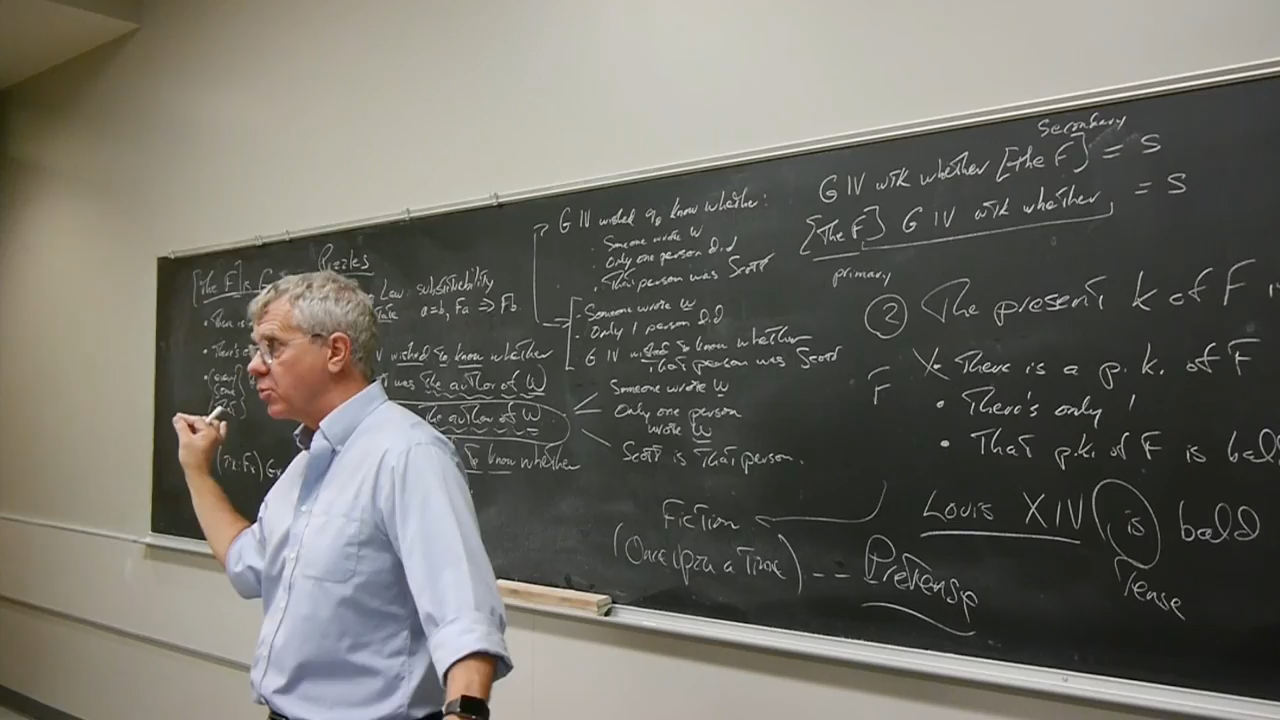 Puzzles
[The F] is G
Law substitutability
a=b, Fa ⇒ Fb.
There is
There's
wished to know whether
was the author of W
the author of W
to know whether
G IV wished to know whether:
Someone wrote W
Only one person did
That person was Scott
Someone wrote W
Only 1 person did
G IV wished to know whether
That person was Scott
Someone wrote W
Only one person
wrote W
Scott is that person.
Secondary
G IV wtk whether [the F] = S
[The F] G IV wtk whether = S
primary
② The present k of F
X There is a p. k. of F
F
There's only 1
That p.k. of F is bald
Louis XIV is bald
Tense
Fiction
(Once upon a Time) -- Pretense